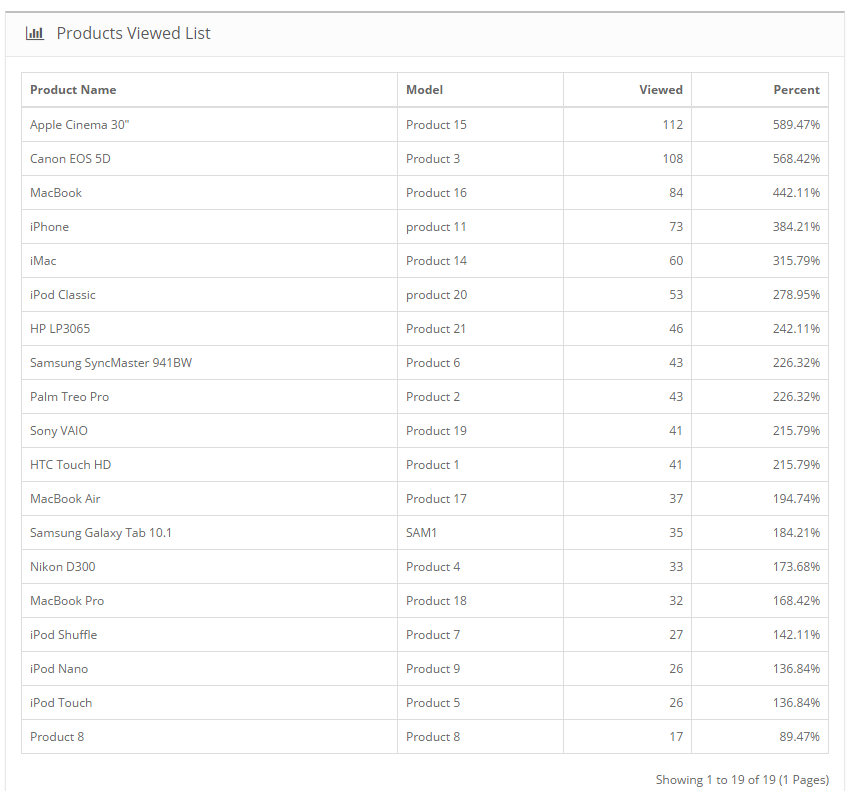 Products Viewed List
Product Name Model Viewed Percent
Apple Cinema 30" Product 15 112 589.47%
Canon EOS 5D Product 3 108 568.42%
MacBook Product 16 84 442.11%
iPhone product 11 73 384.21%
iMac Product 14 60 315.79%
iPod Classic product 20 53 278.95%
HP LP3065 Product 21 46 242.11%
Samsung SyncMaster 941BW Product 6 43 226.32%
Palm Treo Pro Product 2 43 226.32%
Sony VAIO Product 19 41 215.79%
HTC Touch HD Product 1 41 215.79%
MacBook Air Product 17 37 194.74%
Samsung Galaxy Tab 10.1 SAM1 35 184.21%
Nikon D300 Product 4 33 173.68%
MacBook Pro Product 18 32 168.42%
iPod Shuffle Product 7 27 142.11%
iPod Nano Product 9 26 136.84%
iPod Touch Product 5 26 136.84%
Product 8 Product 8 17 89.47%
Showing 1 to 19 of 19 (1 Pages)